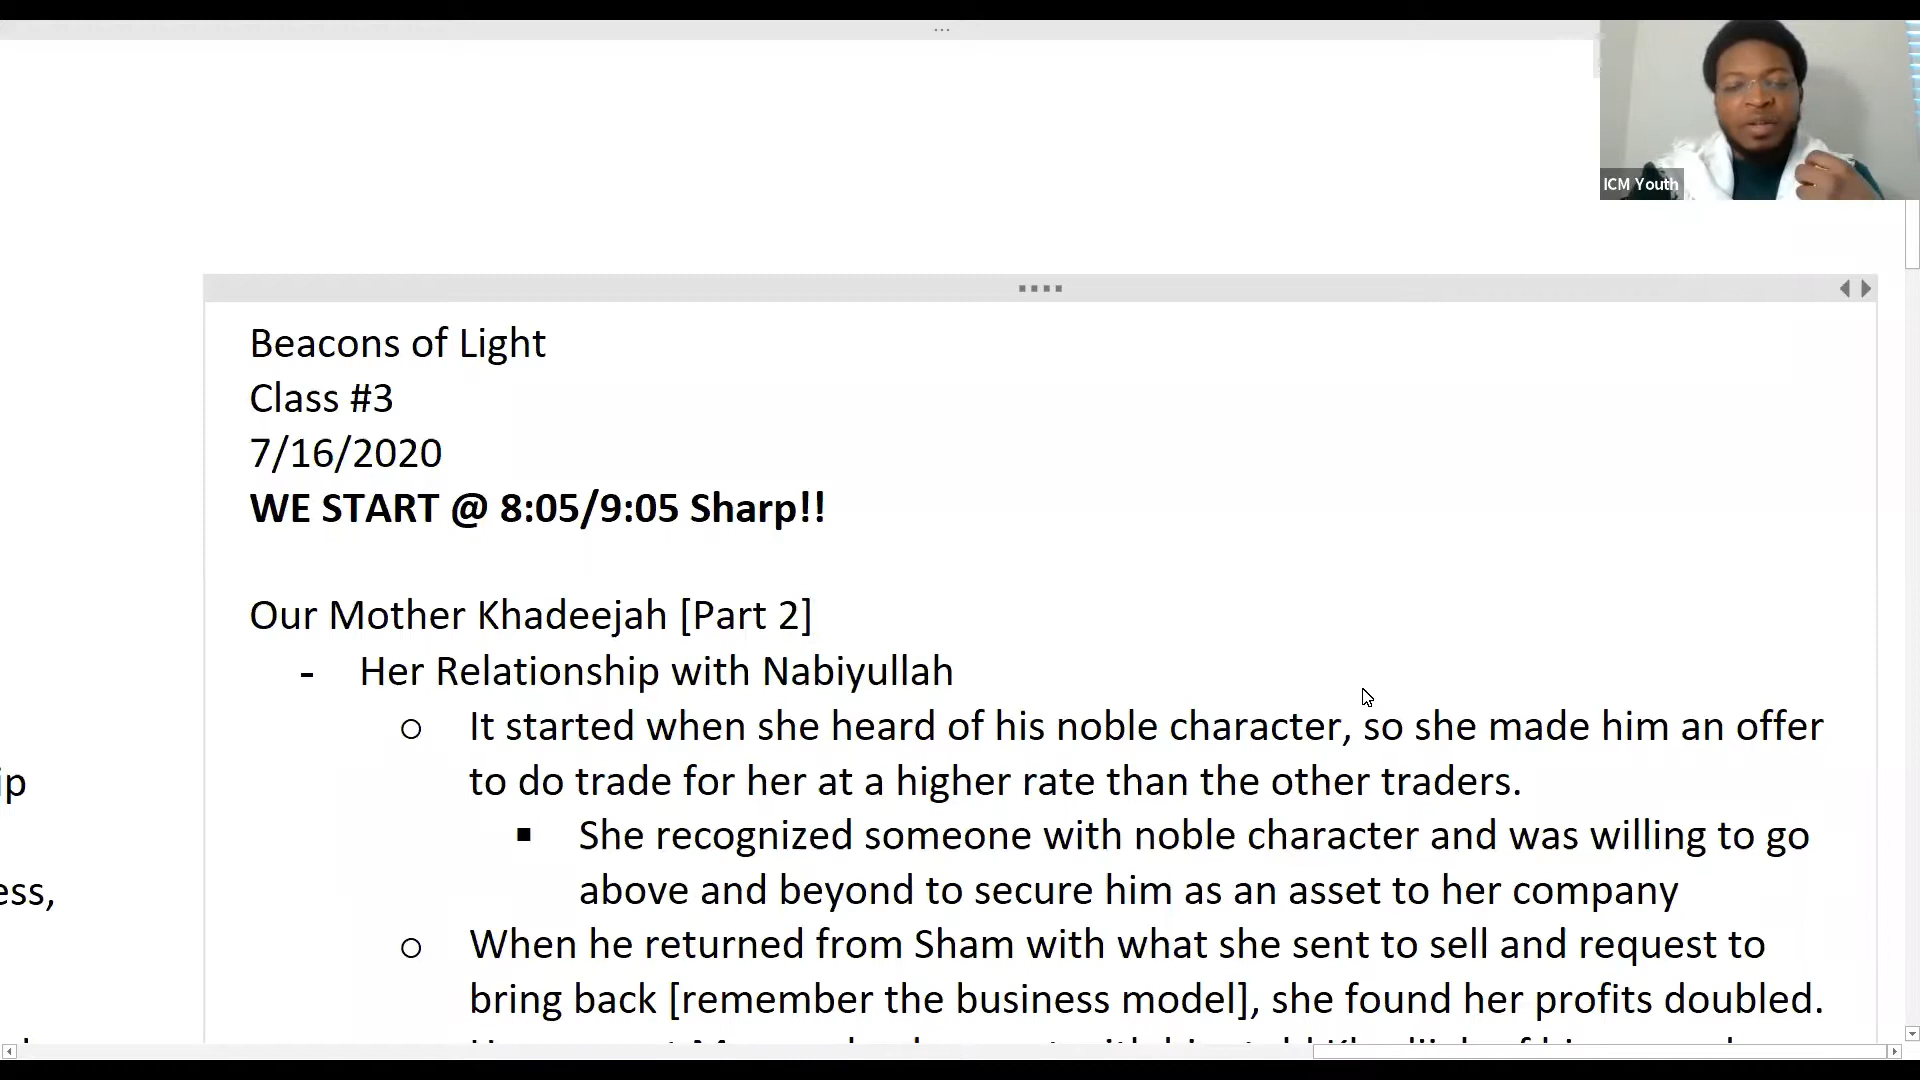 ICM Youth
Beacons of Light
Class #3
7/16/2020
WE START @ 8:05/9:05 Sharp!!
Our Mother Khadeejah [Part 2]
- Her Relationship with Nabiyullah
o It started when she heard of his noble character, so she made him an offer
to do trade for her at a higher rate than the other traders.
▪ She recognized someone with noble character and was willing to go
above and beyond to secure him as an asset to her company
o When he returned from Sham with what she sent to sell and request to
bring back [remember the business model], she found her profits doubled.
ip
ess,